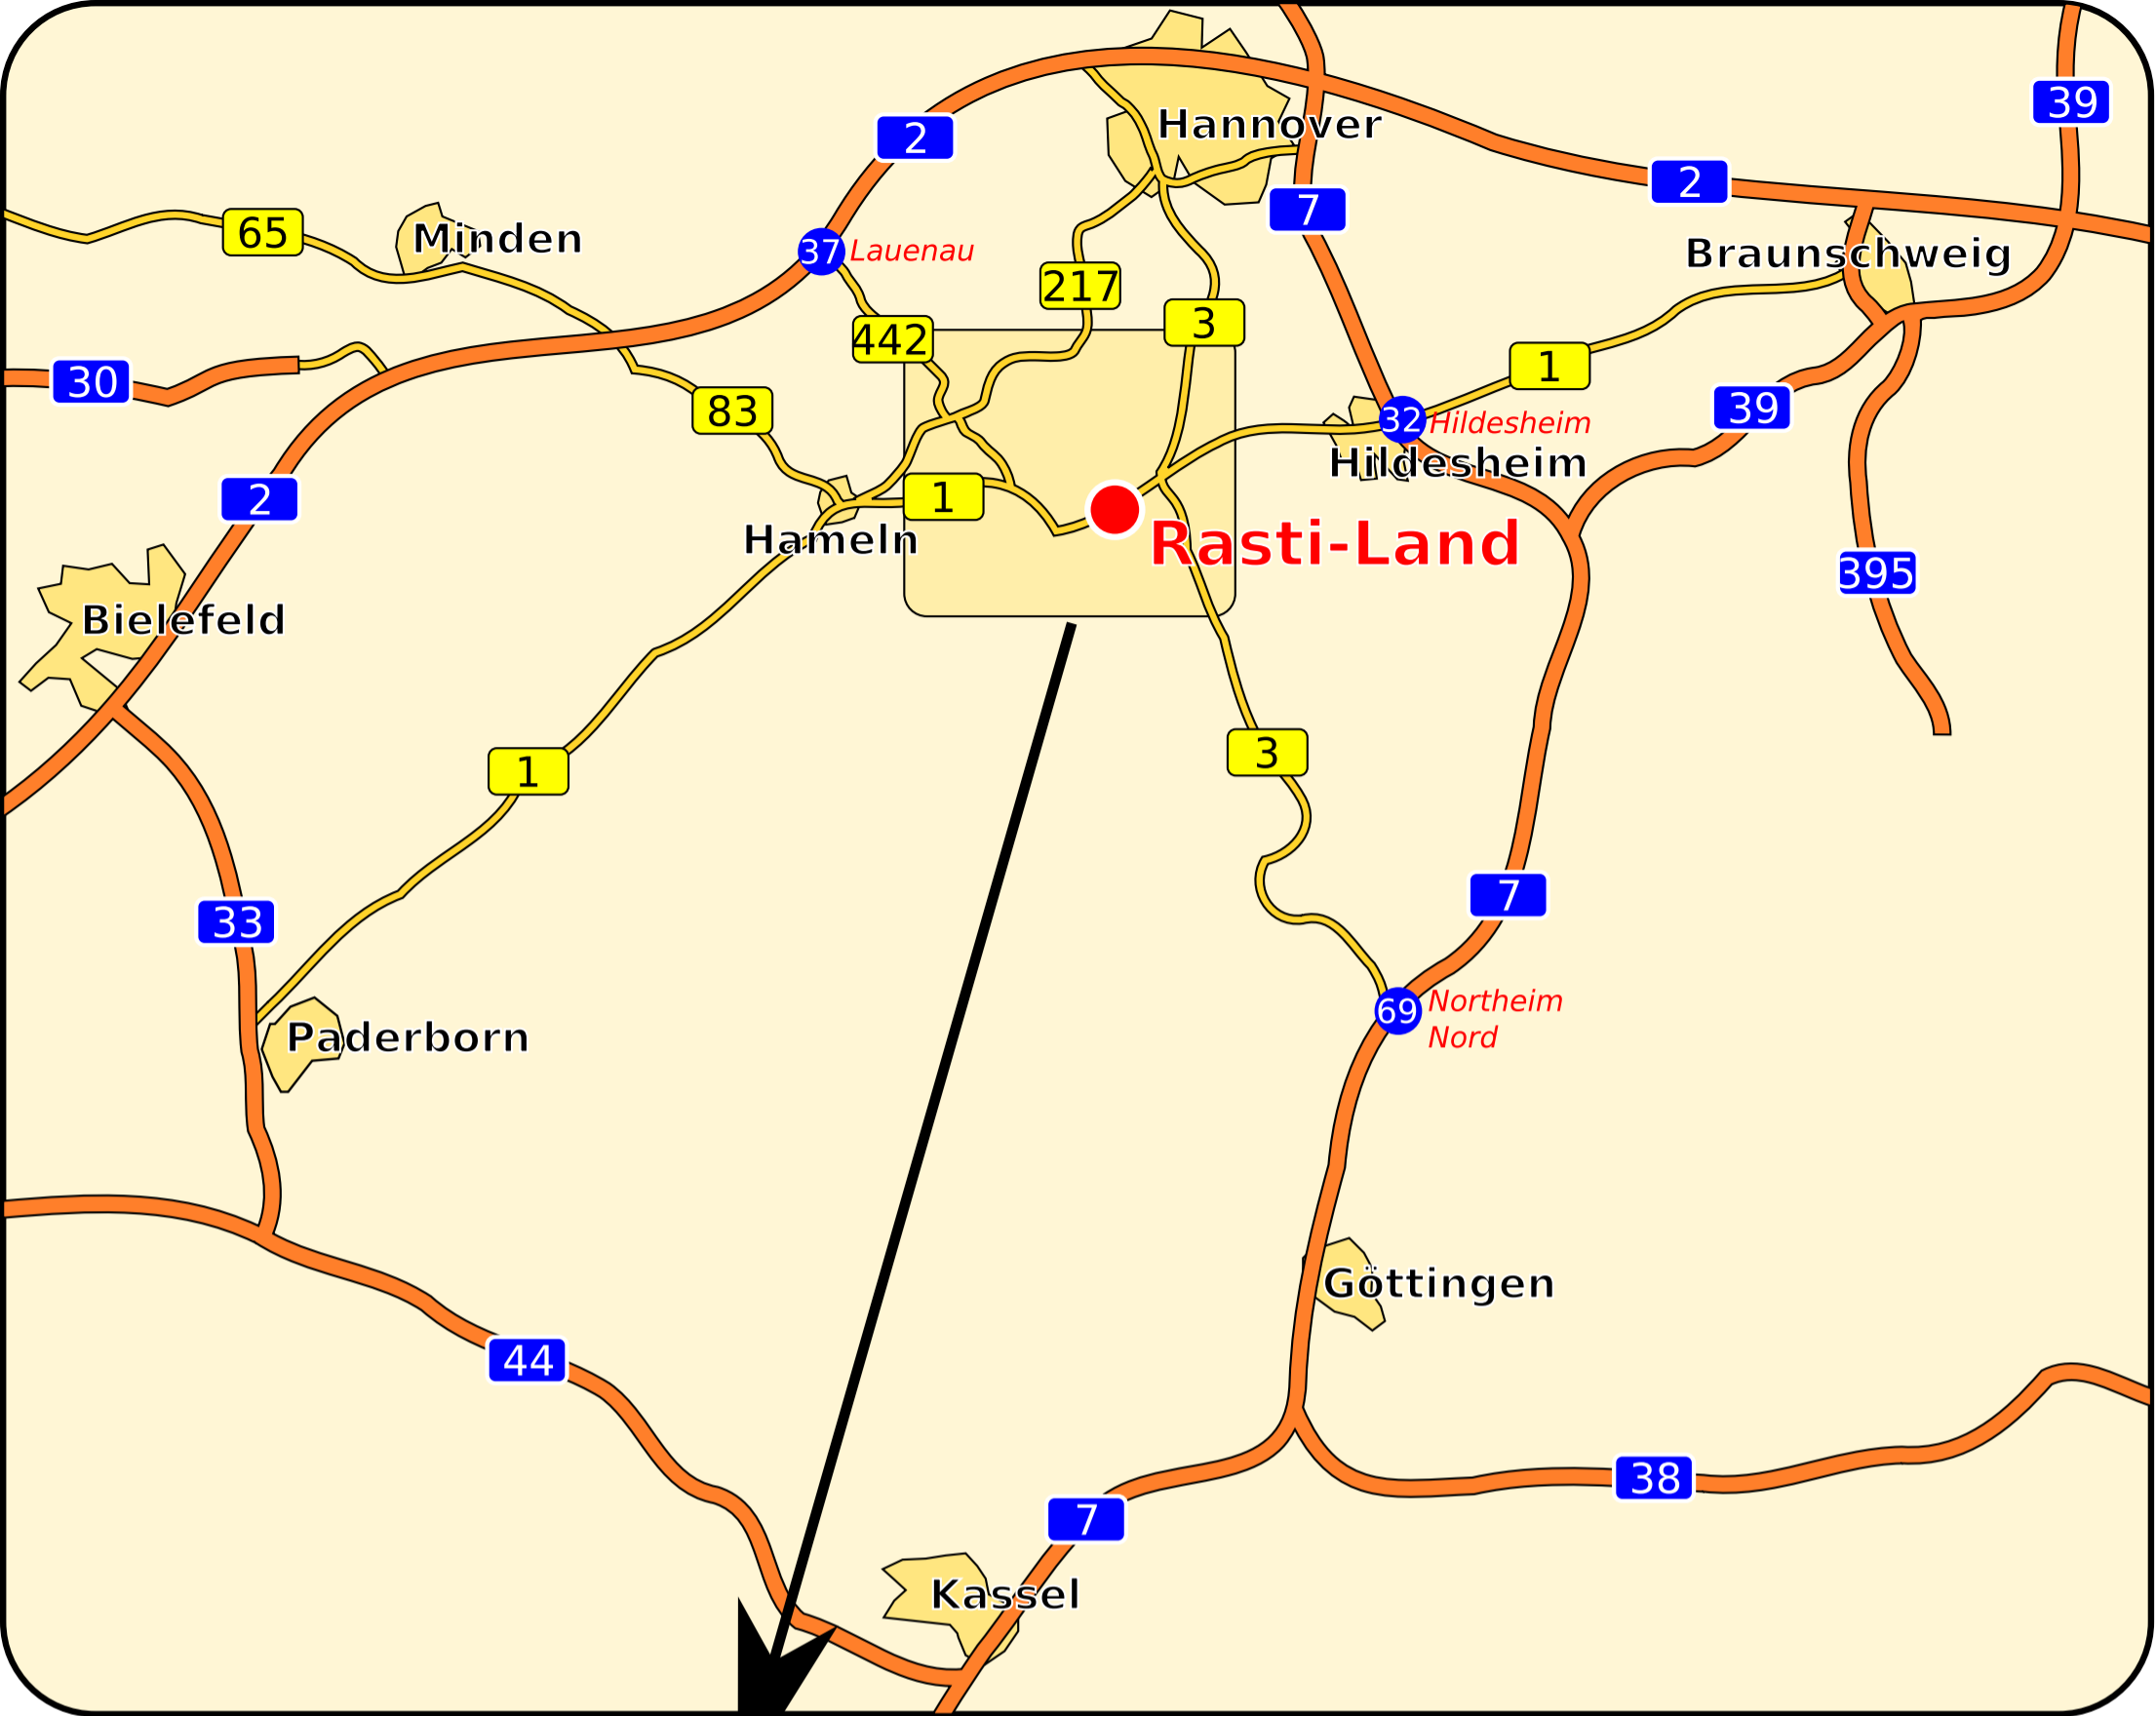 39
Hannover
2
2
7
65
Minden
37 Lauenau
Braunschweig
217
3
442
1
30
83
39
32 Hildesheim
Hildesheim
2
1
Hameln
Rasti-Land
395
Bielefeld
3
1
7
33
69 Northeim
Nord
Paderborn
Göttingen
44
38
7
Kassel